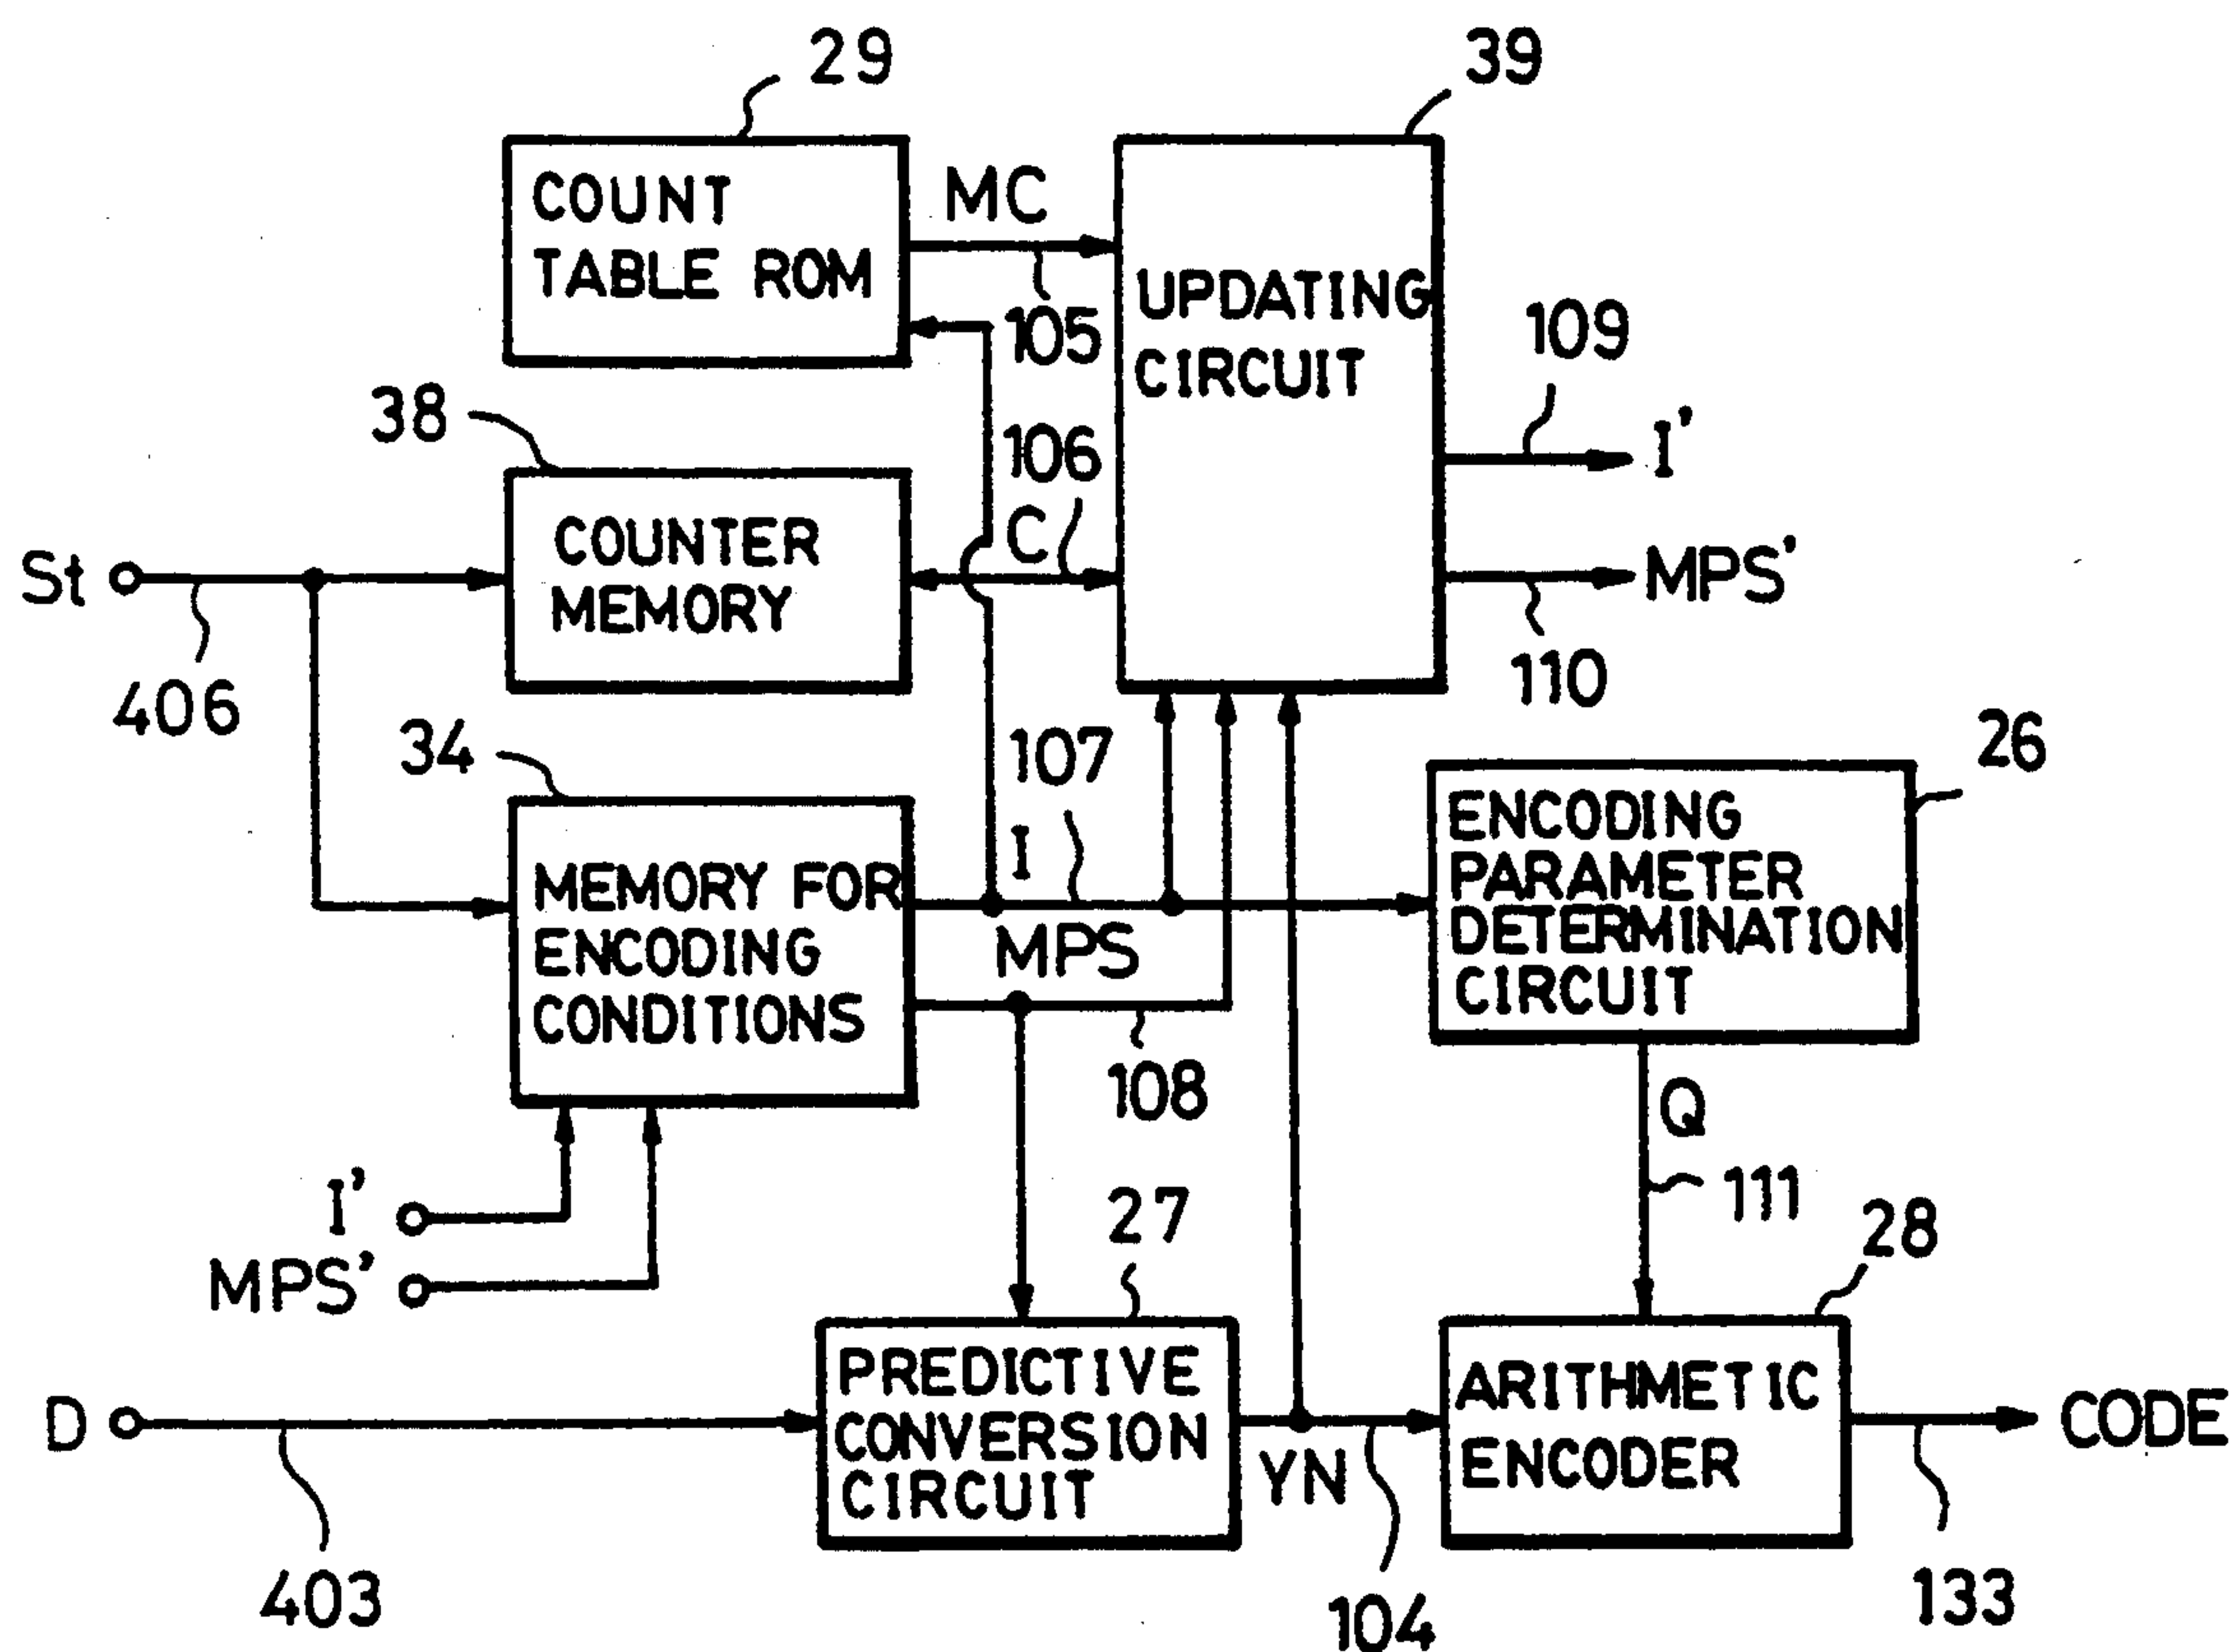 29
39
COUNT
TABLE ROM
MC
105
UPDATING
CIRCUIT
109
I'
38
106
C
COUNTER
MEMORY
St
406
MPS'
110
34
107
I
26
MEMORY FOR
ENCODING
CONDITIONS
MPS
108
ENCODING
PARAMETER
DETERMINATION
CIRCUIT
Q
111
I'
MPS'
27
28
D
403
PREDICTIVE
CONVERSION
CIRCUIT
YN
104
ARITHMETIC
ENCODER
CODE
133